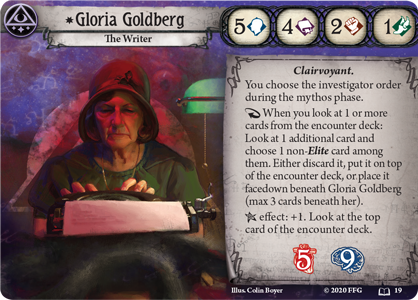 Gloria Goldberg
The Writer
5 4 2 1
Clairvoyant.
You choose the investigator order
during the mythos phase.
When you look at 1 or more
cards from the encounter deck:
Look at 1 additional card and
choose 1 non-Elite card among
them. Either discard it, put it on top
of the encounter deck, or place it
facedown beneath Gloria Goldberg
(max 3 cards beneath her).
effect: +1. Look at the top
card of the encounter deck.
5 9
Illus. Colin Boyer © 2020 FFG 19